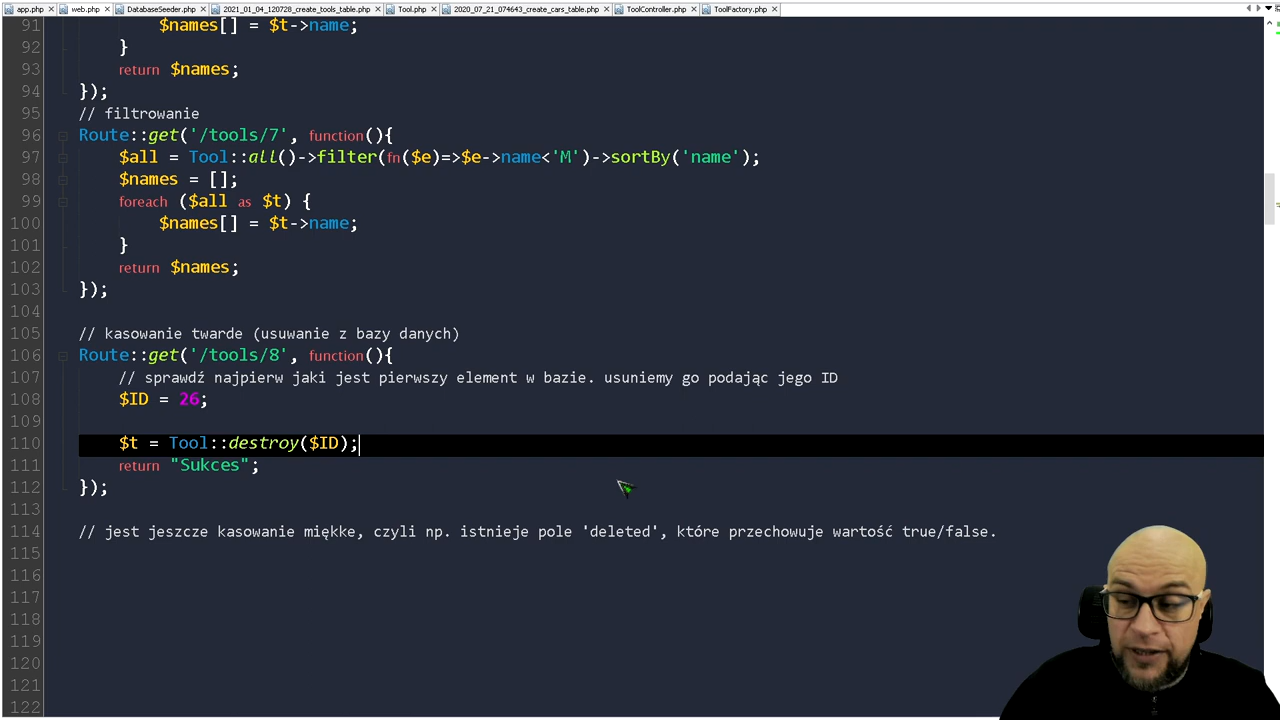 app.php
web.php
DatabaseSeeder.php
2021_01_04_120728_create_tools_table.php
Tool.php
2020_07_21_074643_create_cars_table.php
ToolController.php
ToolFactory.php
91 $names[] = $t->name;
92 }
93 return $names;
94 });
95 // filtrowanie
96 Route::get('/tools/7', function(){
97 $all = Tool::all()->filter(fn($e)=>$e->name<'M')->sortBy('name');
98 $names = [];
99 foreach ($all as $t) {
100 $names[] = $t->name;
101 }
102 return $names;
103 });
104
105 // kasowanie twarde (usuwanie z bazy danych)
106 Route::get('/tools/8', function(){
107 // sprawdź najpierw jaki jest pierwszy element w bazie. usuniemy go podając jego ID
108 $ID = 26;
109
110 $t = Tool::destroy($ID);
111 return "Sukces";
112 });
113
114 // jest jeszcze kasowanie miękke, czyli np. istnieje pole 'deleted', które przechowuje wartość true/false.
115
116
117
118
119
120
121
122